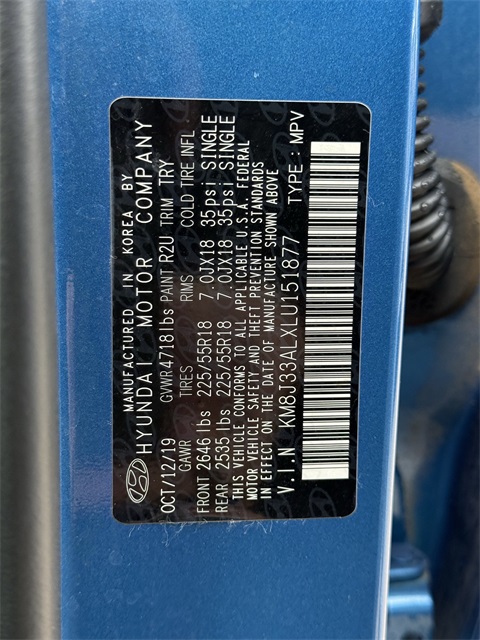 MANUFACTURED IN KOREA BY
HYUNDAI MOTOR COMPANY
OCT/12/19 GVWR 4718lbs PAINT R2U TRIM TRY
GAWR TIRES RIMS COLD TIRE INFL.
FRONT 2646 lbs 225/55R18 7.0JX18 35psi SINGLE
REAR 2535 lbs 225/55R18 7.0JX18 35psi SINGLE
THIS VEHICLE CONFORMS TO ALL APPLICABLE U.S.A. FEDERAL
MOTOR VEHICLE SAFETY AND THEFT PREVENTION STANDARDS
IN EFFECT ON THE DATE OF MANUFACTURE SHOWN ABOVE
V.I.N KM8J33ALXLU151877 TYPE : MPV